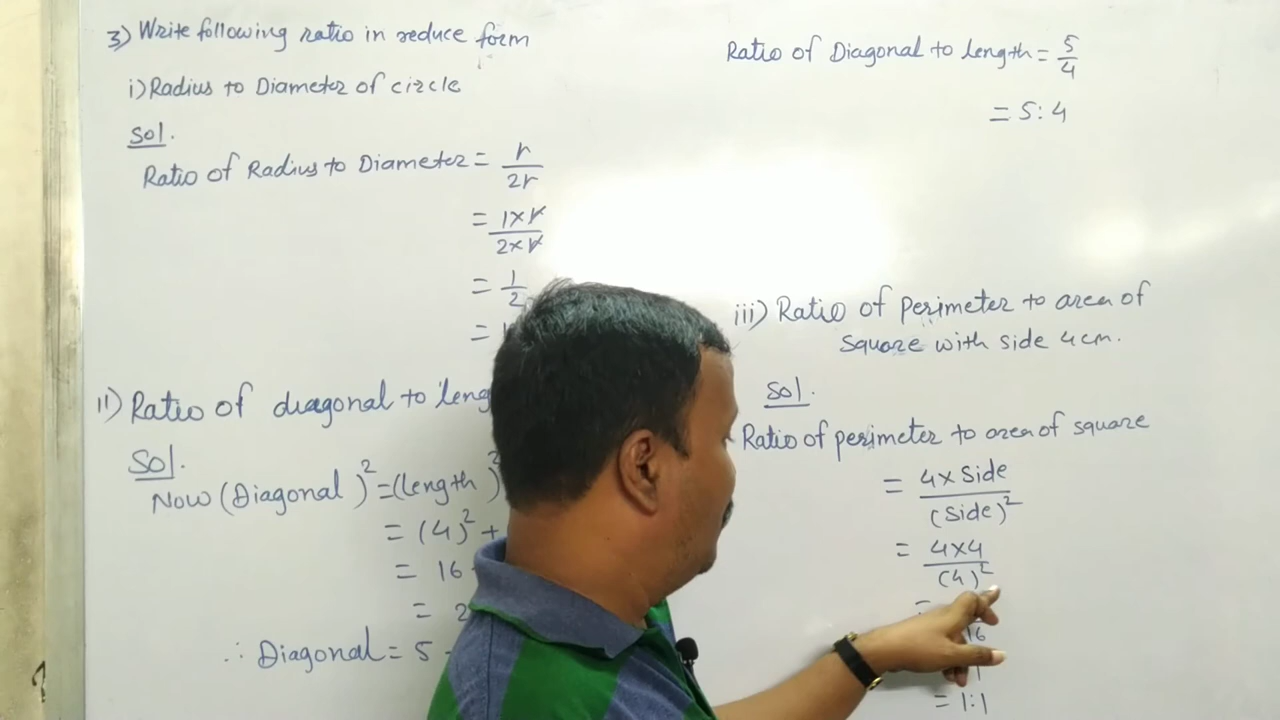 3) Write following ratio in reduce form
i) Radius to Diameter of circle
Sol.
Ratio of Radius to Diameter = r/2r
= 1×r/2×r
= 1/2
=
ii) Ratio of diagonal to
Sol.
Now (Diagonal)² = (length)²
= (4)² +
= 16
= 2
∴ Diagonal = 5
Ratio of Diagonal to length = 5/4
= 5:4
iii) Ratio of perimeter to area of
square with side 4 cm.
Sol.
Ratio of perimeter to area of square
= 4×Side/(Side)²
= 4×4/(4)²
= 16
1
= 1:1